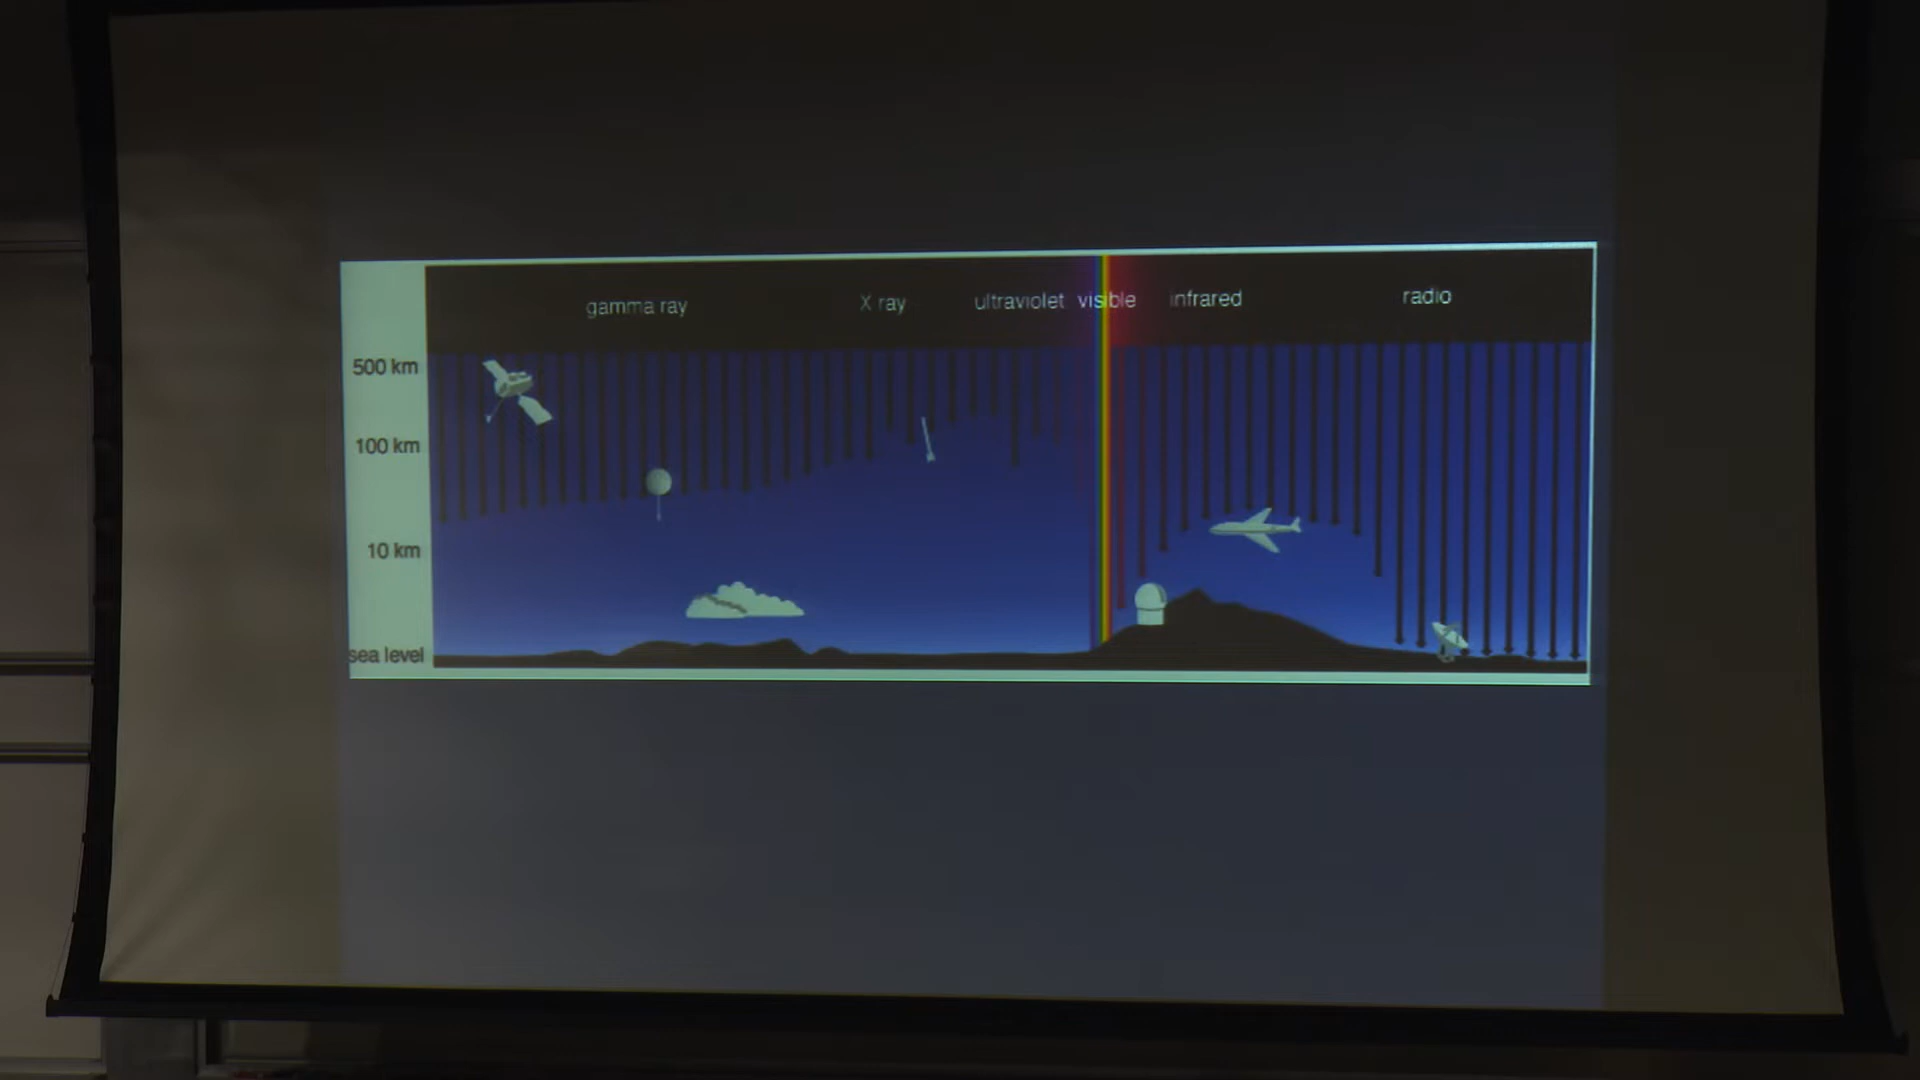 gamma ray X ray ultraviolet visible infrared radio
500 km
100 km
10 km
sea level